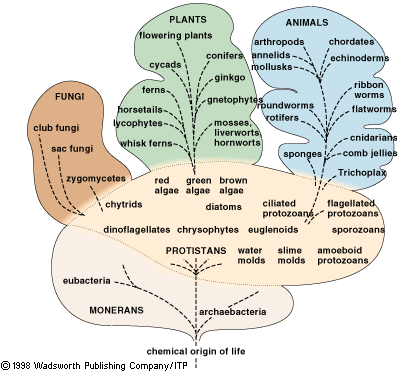 PLANTS
flowering plants
cycads
conifers
ginkgo
ferns
gnetophytes
horsetails
lycophytes
mosses,
liverworts
hornworts
whisk ferns
ANIMALS
arthropods
chordates
annelids
echinoderms
mollusks
ribbon
worms
roundworms
flatworms
rotifers
cnidarians
sponges
comb jellies
Trichoplax
FUNGI
club fungi
sac fungi
zygomycetes
chytrids
red
algae
green
algae
brown
algae
diatoms
ciliated
protozoans
flagellated
protozoans
dinoflagellates
chrysophytes
euglenoids
sporozoans
PROTISTANS
water
molds
slime
molds
amoeboid
protozoans
eubacteria
MONERANS
archaebacteria
chemical origin of life
© 1998 Wadsworth Publishing Company/ITP